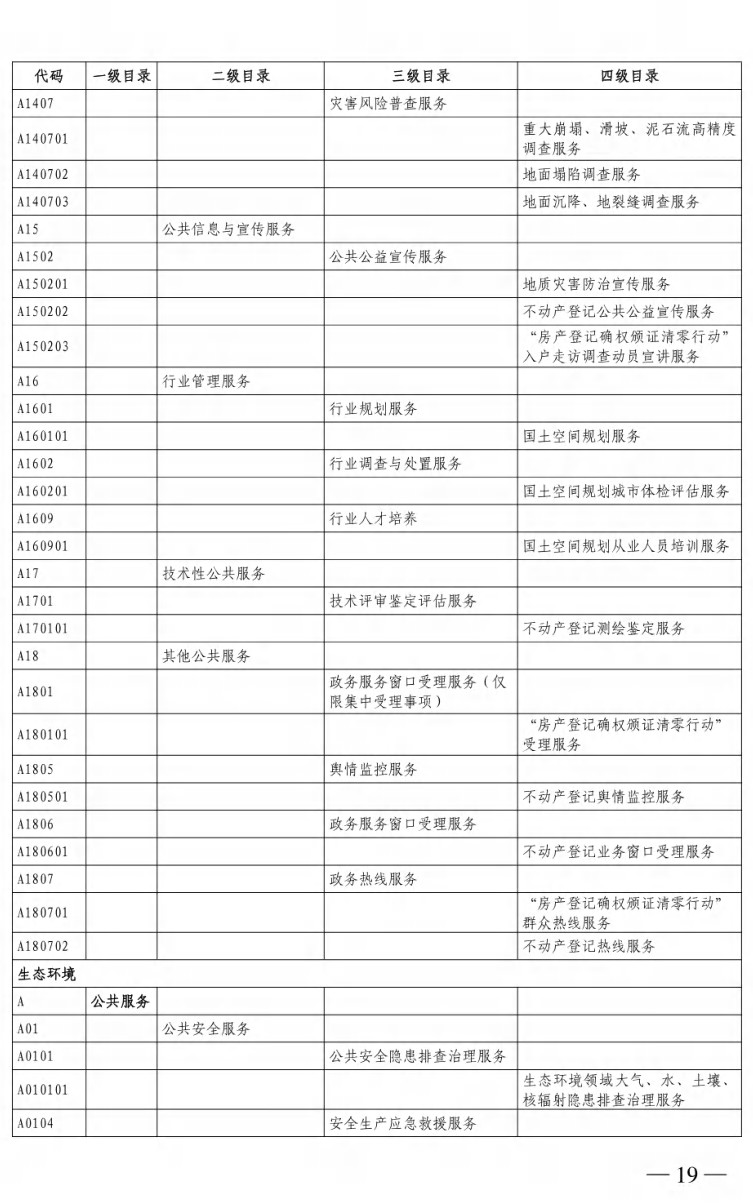 代码 一级目录 二级目录 三级目录 四级目录
A1407 灾害风险普查服务
A140701 重大崩塌、滑坡、泥石流高精度
调查服务
A140702 地面塌陷调查服务
A140703 地面沉降、地裂缝调查服务
A15 公共信息与宣传服务
A1502 公共公益宣传服务
A150201 地质灾害防治宣传服务
A150202 不动产登记公共公益宣传服务
A150203 “房产登记确权颁证清零行动”
入户走访调查动员宣讲服务
A16 行业管理服务
A1601 行业规划服务
A160101 国土空间规划服务
A1602 行业调查与处置服务
A160201 国土空间规划城市体检评估服务
A1609 行业人才培养
A160901 国土空间规划从业人员培训服务
A17 技术性公共服务
A1701 技术评审鉴定评估服务
A170101 不动产登记测绘鉴定服务
A18 其他公共服务
A1801 政务服务窗口受理服务（仅
限集中受理事项）
A180101 “房产登记确权颁证清零行动”
受理服务
A1805 舆情监控服务
A180501 不动产登记舆情监控服务
A1806 政务服务窗口受理服务
A180601 不动产登记业务窗口受理服务
A1807 政务热线服务
A180701 “房产登记确权颁证清零行动”
群众热线服务
A180702 不动产登记热线服务
生态环境
A 公共服务
A01 公共安全服务
A0101 公共安全隐患排查治理服务
A010101 生态环境领域大气、水、土壤、
核辐射隐患排查治理服务
A0104 安全生产应急救援服务
— 19 —